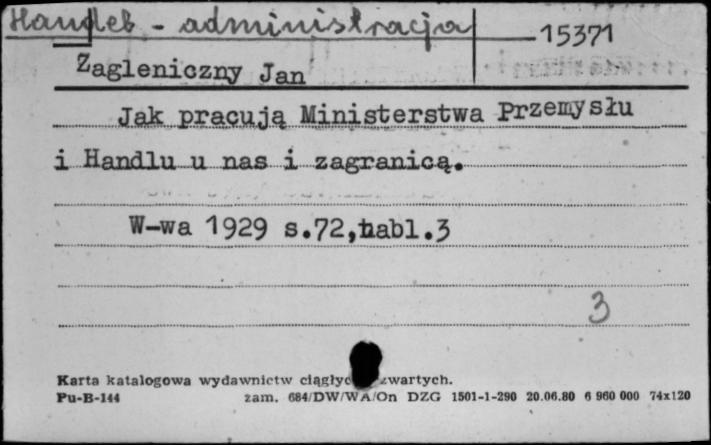 Handel - administracja
15371
Zagleniczny Jan
Jak pracują Ministerstwa Przemysłu
i Handlu u nas i zagranicą.
W-wa 1929 s.72,tabl.3
3
Karta katalogowa wydawnictw zwartych.
Pu-B-144 zam. 684/DW/WA/On DZG 1501-1-290 20.06.80 6 960 000 74x120